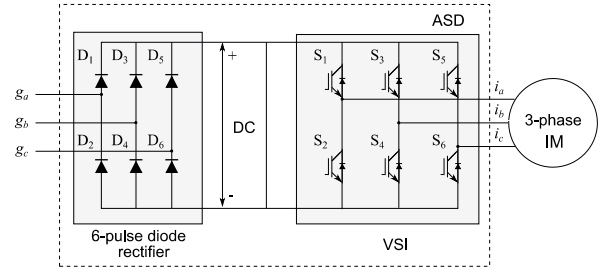 ASD
D1 D3 D5
S1 S3 S5
+
ga
ia
gb
DC
ib
3-phase
IM
gc
ic
D2 D4 D6
S2 S4 S6
-
6-pulse diode
rectifier
VSI